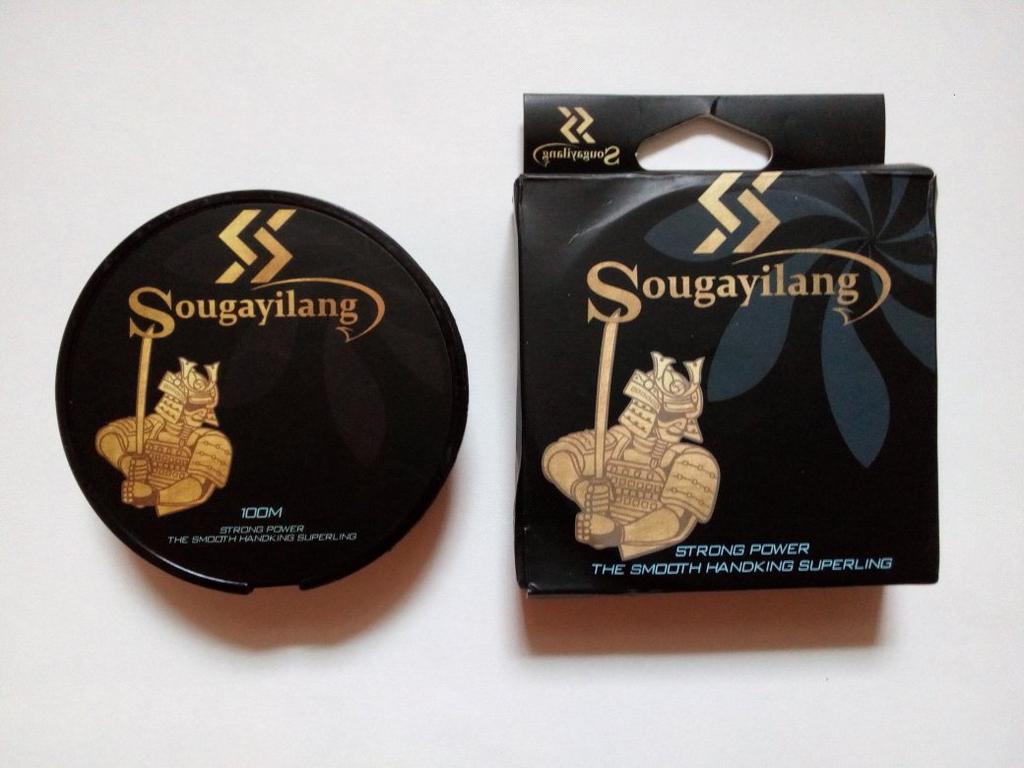 Sougayilang
100M
STRONG POWER
THE SMOOTH HANDKING SUPERLING
Sougayilang
Sougayilang
STRONG POWER
THE SMOOTH HANDKING SUPERLING